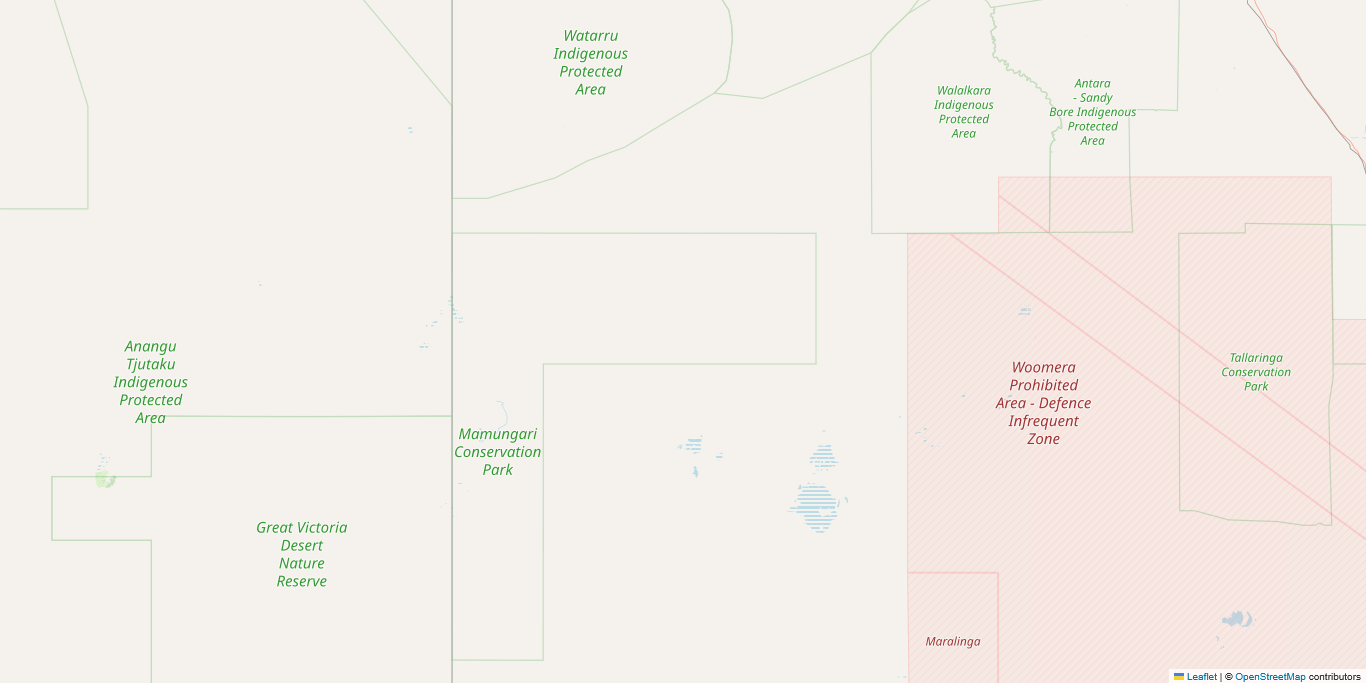 Watarru
Indigenous
Protected
Area
Walalkara
Indigenous
Protected
Area
Antara
- Sandy
Bore Indigenous
Protected
Area
Anangu
Tjutaku
Indigenous
Protected
Area
Woomera
Prohibited
Area - Defence
Infrequent
Zone
Tallaringa
Conservation
Park
Mamungari
Conservation
Park
Great Victoria
Desert
Nature
Reserve
Maralinga
Leaflet | © OpenStreetMap contributors